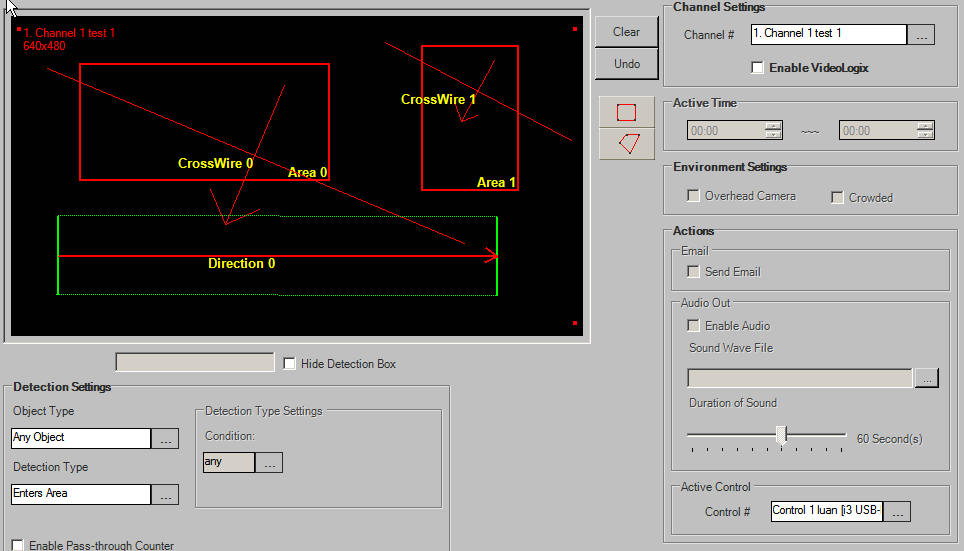 1. Channel 1 test 1
640x480
CrossWire 1
CrossWire 0
Area 0
Area 1
Direction 0
Clear
Undo
Hide Detection Box
Detection Settings
Object Type
Any Object
...
Detection Type
Enters Area
...
Enable Pass-through Counter
Detection Type Settings
Condition:
any
...
Channel Settings
Channel #
1. Channel 1 test 1
...
Enable VideoLogix
Active Time
00:00
~~~
00:00
Environment Settings
Overhead Camera
Crowded
Actions
Email
Send Email
Audio Out
Enable Audio
Sound Wave File
...
Duration of Sound
60 Second(s)
Active Control
Control #
Control 1 luan [i3 USB-
...